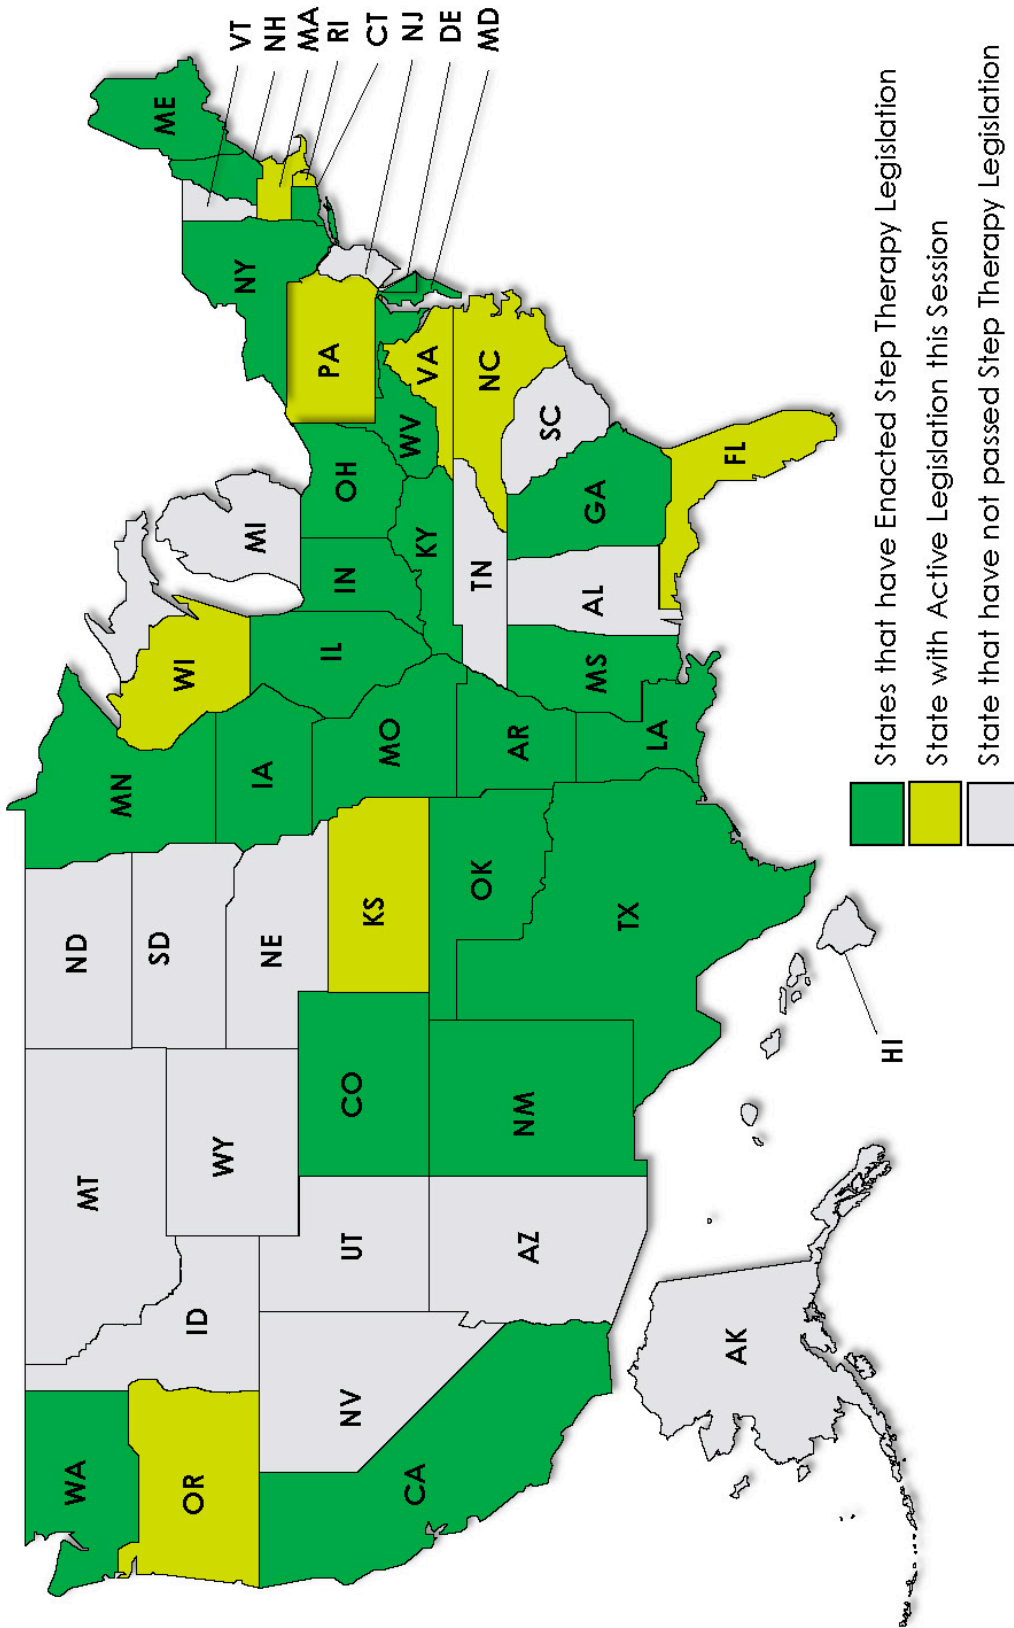 WA
OR
CA
NV
ID
MT
WY
UT
AZ
CO
NM
ND
SD
NE
KS
OK
TX
MN
IA
MO
AR
LA
WI
IL
MS
MI
IN
KY
TN
AL
OH
GA
WV
VA
NC
SC
FL
PA
NY
ME
VT
NH
MA
RI
CT
NJ
DE
MD
AK
HI
States that have Enacted Step Therapy Legislation
State with Active Legislation this Session
State that have not passed Step Therapy Legislation